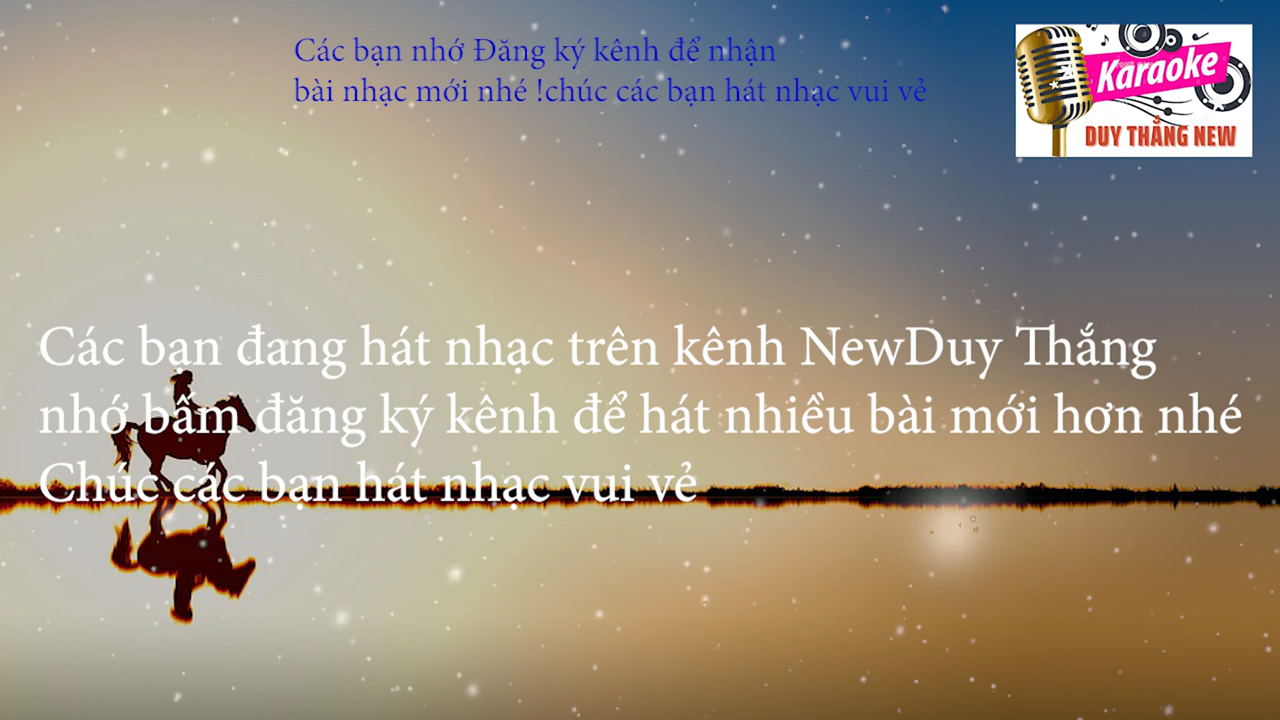 Các bạn nhớ Đăng ký kênh để nhận
bài nhạc mới nhé !chúc các bạn hát nhạc vui vẻ
Karaoke
DUY THẮNG NEW
Các bạn đang hát nhạc trên kênh NewDuy Thắng
nhớ bấm đăng ký kênh để hát nhiều bài mới hơn nhé
Chúc các bạn hát nhạc vui vẻ